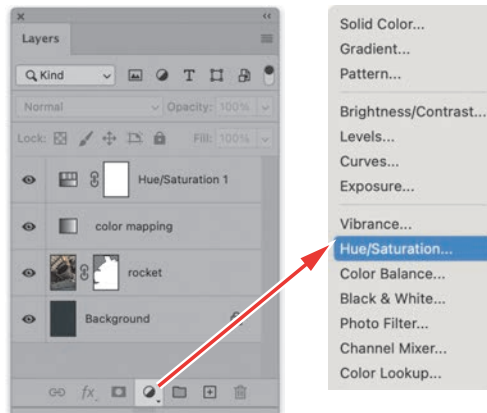 Layers
Kind
Normal
Opacity: 100%
Lock:
Fill: 100%
Hue/Saturation 1
color mapping
rocket
Background
fx
Solid Color...
Gradient...
Pattern...
Brightness/Contrast...
Levels...
Curves...
Exposure...
Vibrance...
Hue/Saturation...
Color Balance...
Black & White...
Photo Filter...
Channel Mixer...
Color Lookup...